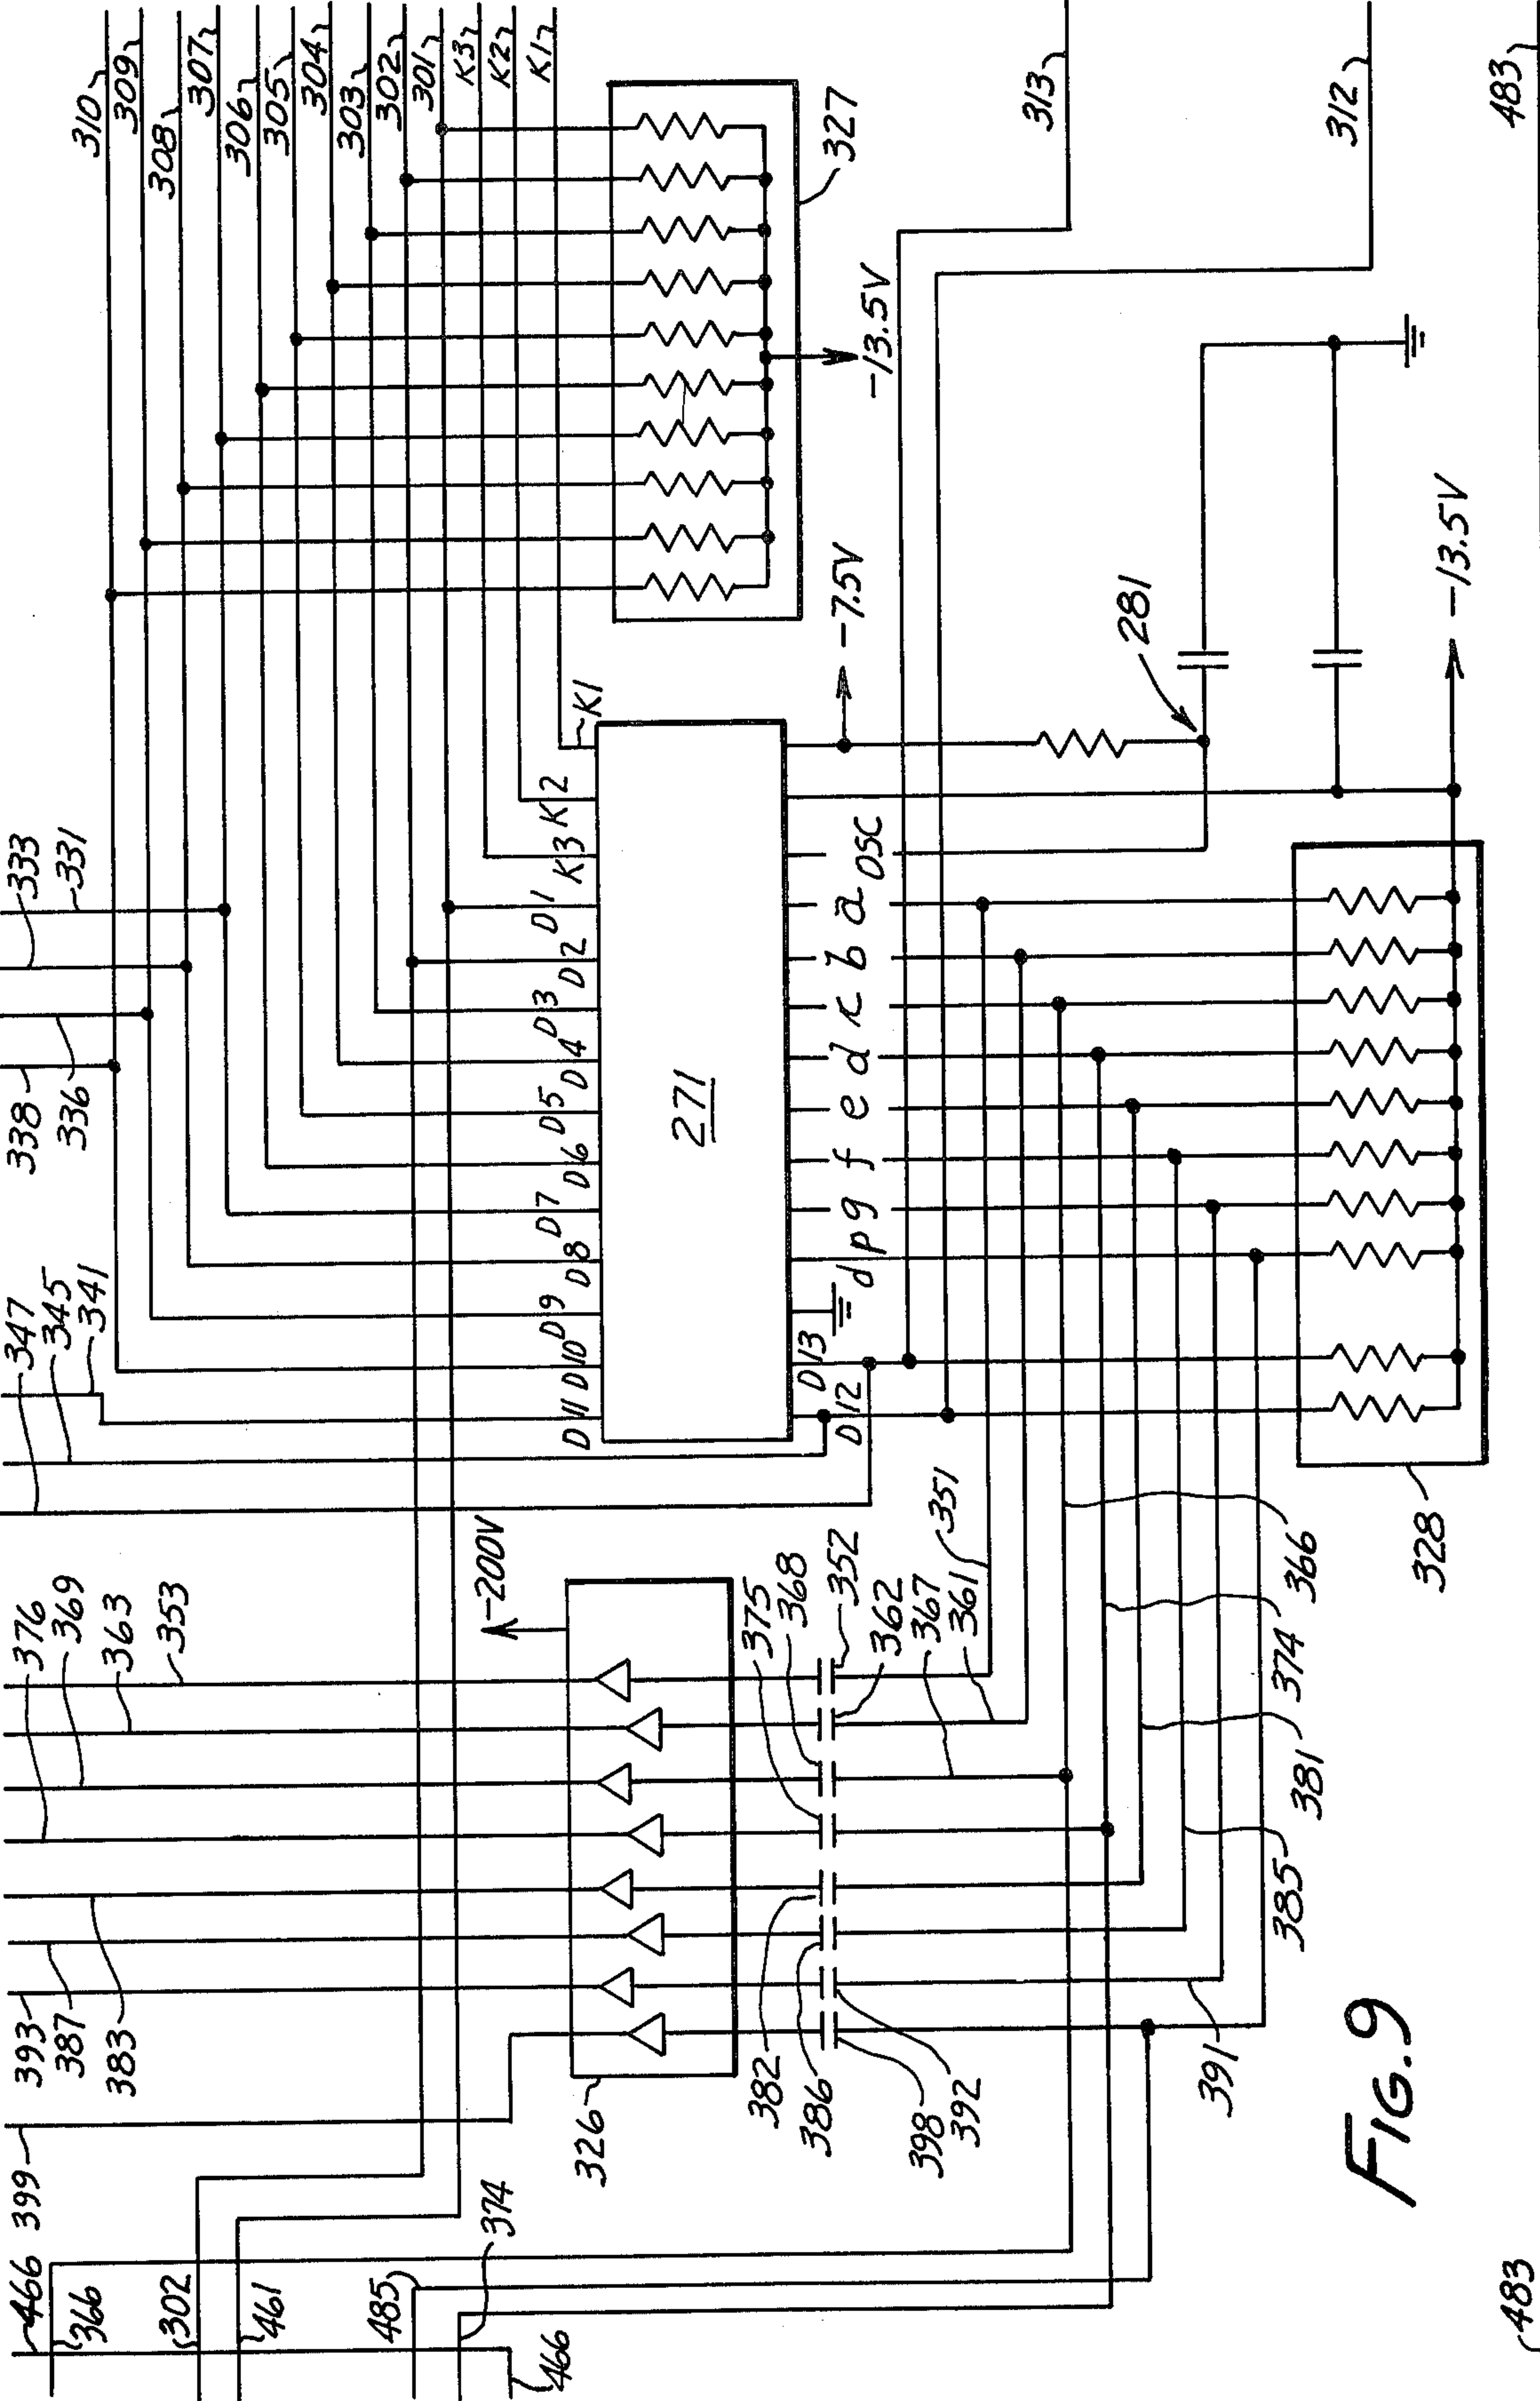 466
399
393
387
383
376
369
363
353
347
345
341
338
336
333
331
310
309
308
307
306
305
304
303
302
301
K3
K2
K1
366
302
461
485
374
466
326
-200V
D11
D10
D9
D8
D7
D6
D5
D4
D3
D2
D1
K3
K2
K1
271
327
-13.5V
382
386
398
392
375
368
352
362
367
361
351
D12
D13
dp
g
f
e
d
c
b
a
OSC
-7.5V
281
313
312
391
385
381
374
366
328
-13.5V
FIG. 9
483
483